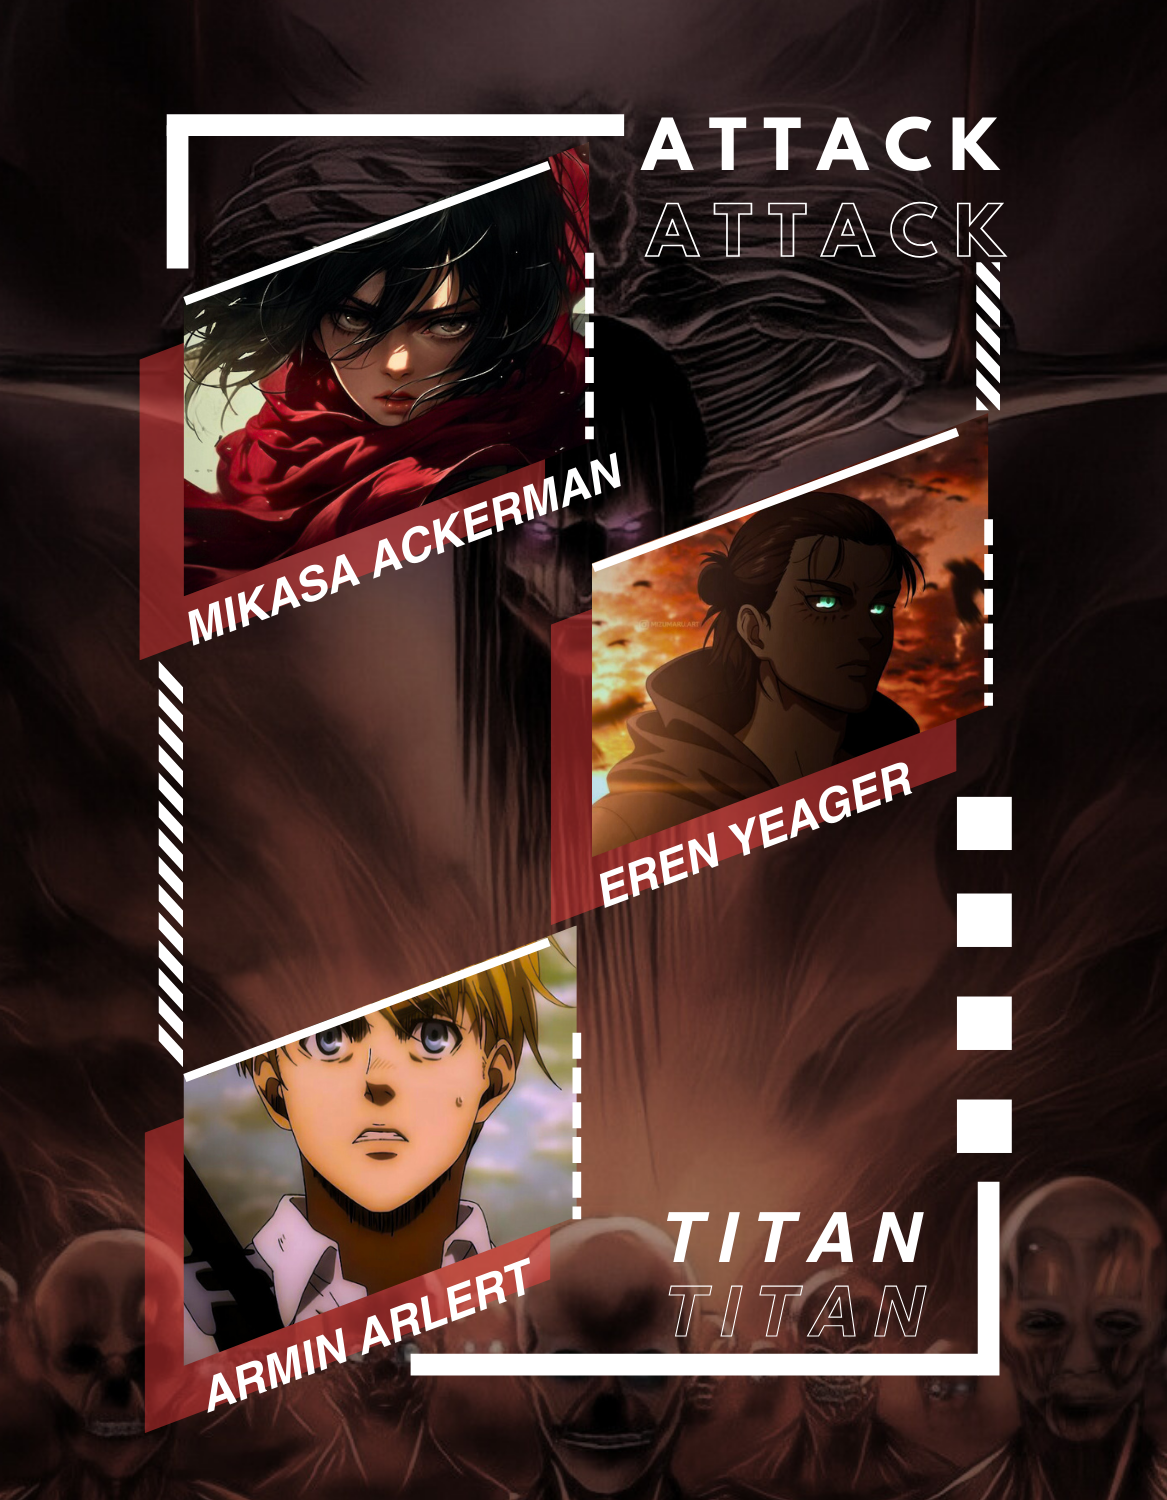 ATTACK
ATTACK
MIKASA ACKERMAN
EREN YEAGER
ARMIN ARLERT
TITAN
TITAN